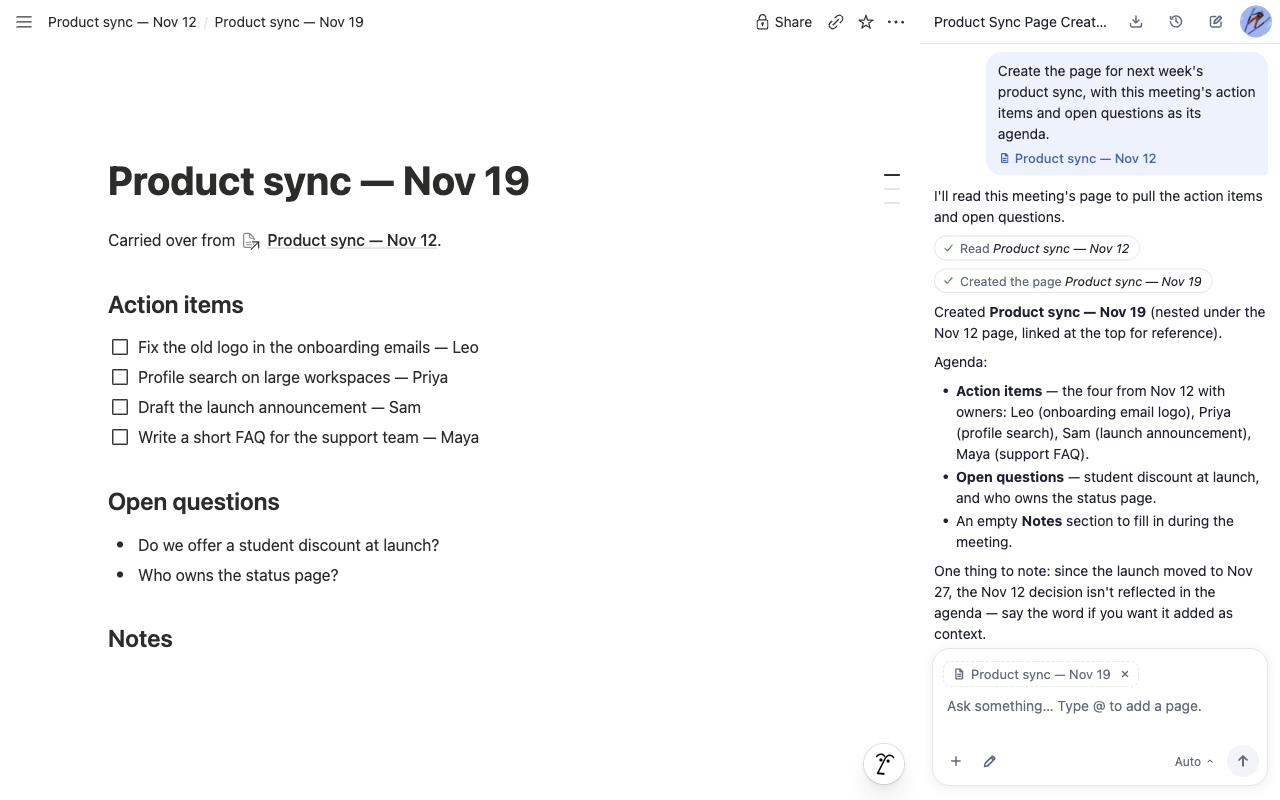 Product sync — Nov 12 / Product sync — Nov 19
Share
Product sync — Nov 19
Carried over from Product sync — Nov 12.
Action items
Fix the old logo in the onboarding emails — Leo
Profile search on large workspaces — Priya
Draft the launch announcement — Sam
Write a short FAQ for the support team — Maya
Open questions
• Do we offer a student discount at launch?
• Who owns the status page?
Notes
Product Sync Page Creat...
Create the page for next week's
product sync, with this meeting's action
items and open questions as its
agenda.
Product sync — Nov 12
I'll read this meeting's page to pull the action items
and open questions.
Read Product sync — Nov 12
Created the page Product sync — Nov 19
Created Product sync — Nov 19 (nested under the
Nov 12 page, linked at the top for reference).
Agenda:
• Action items — the four from Nov 12 with
owners: Leo (onboarding email logo), Priya
(profile search), Sam (launch announcement),
Maya (support FAQ).
• Open questions — student discount at launch,
and who owns the status page.
• An empty Notes section to fill in during the
meeting.
One thing to note: since the launch moved to Nov
27, the Nov 12 decision isn't reflected in the
agenda — say the word if you want it added as
context.
Product sync — Nov 19 ×
Ask something... Type @ to add a page.
Auto